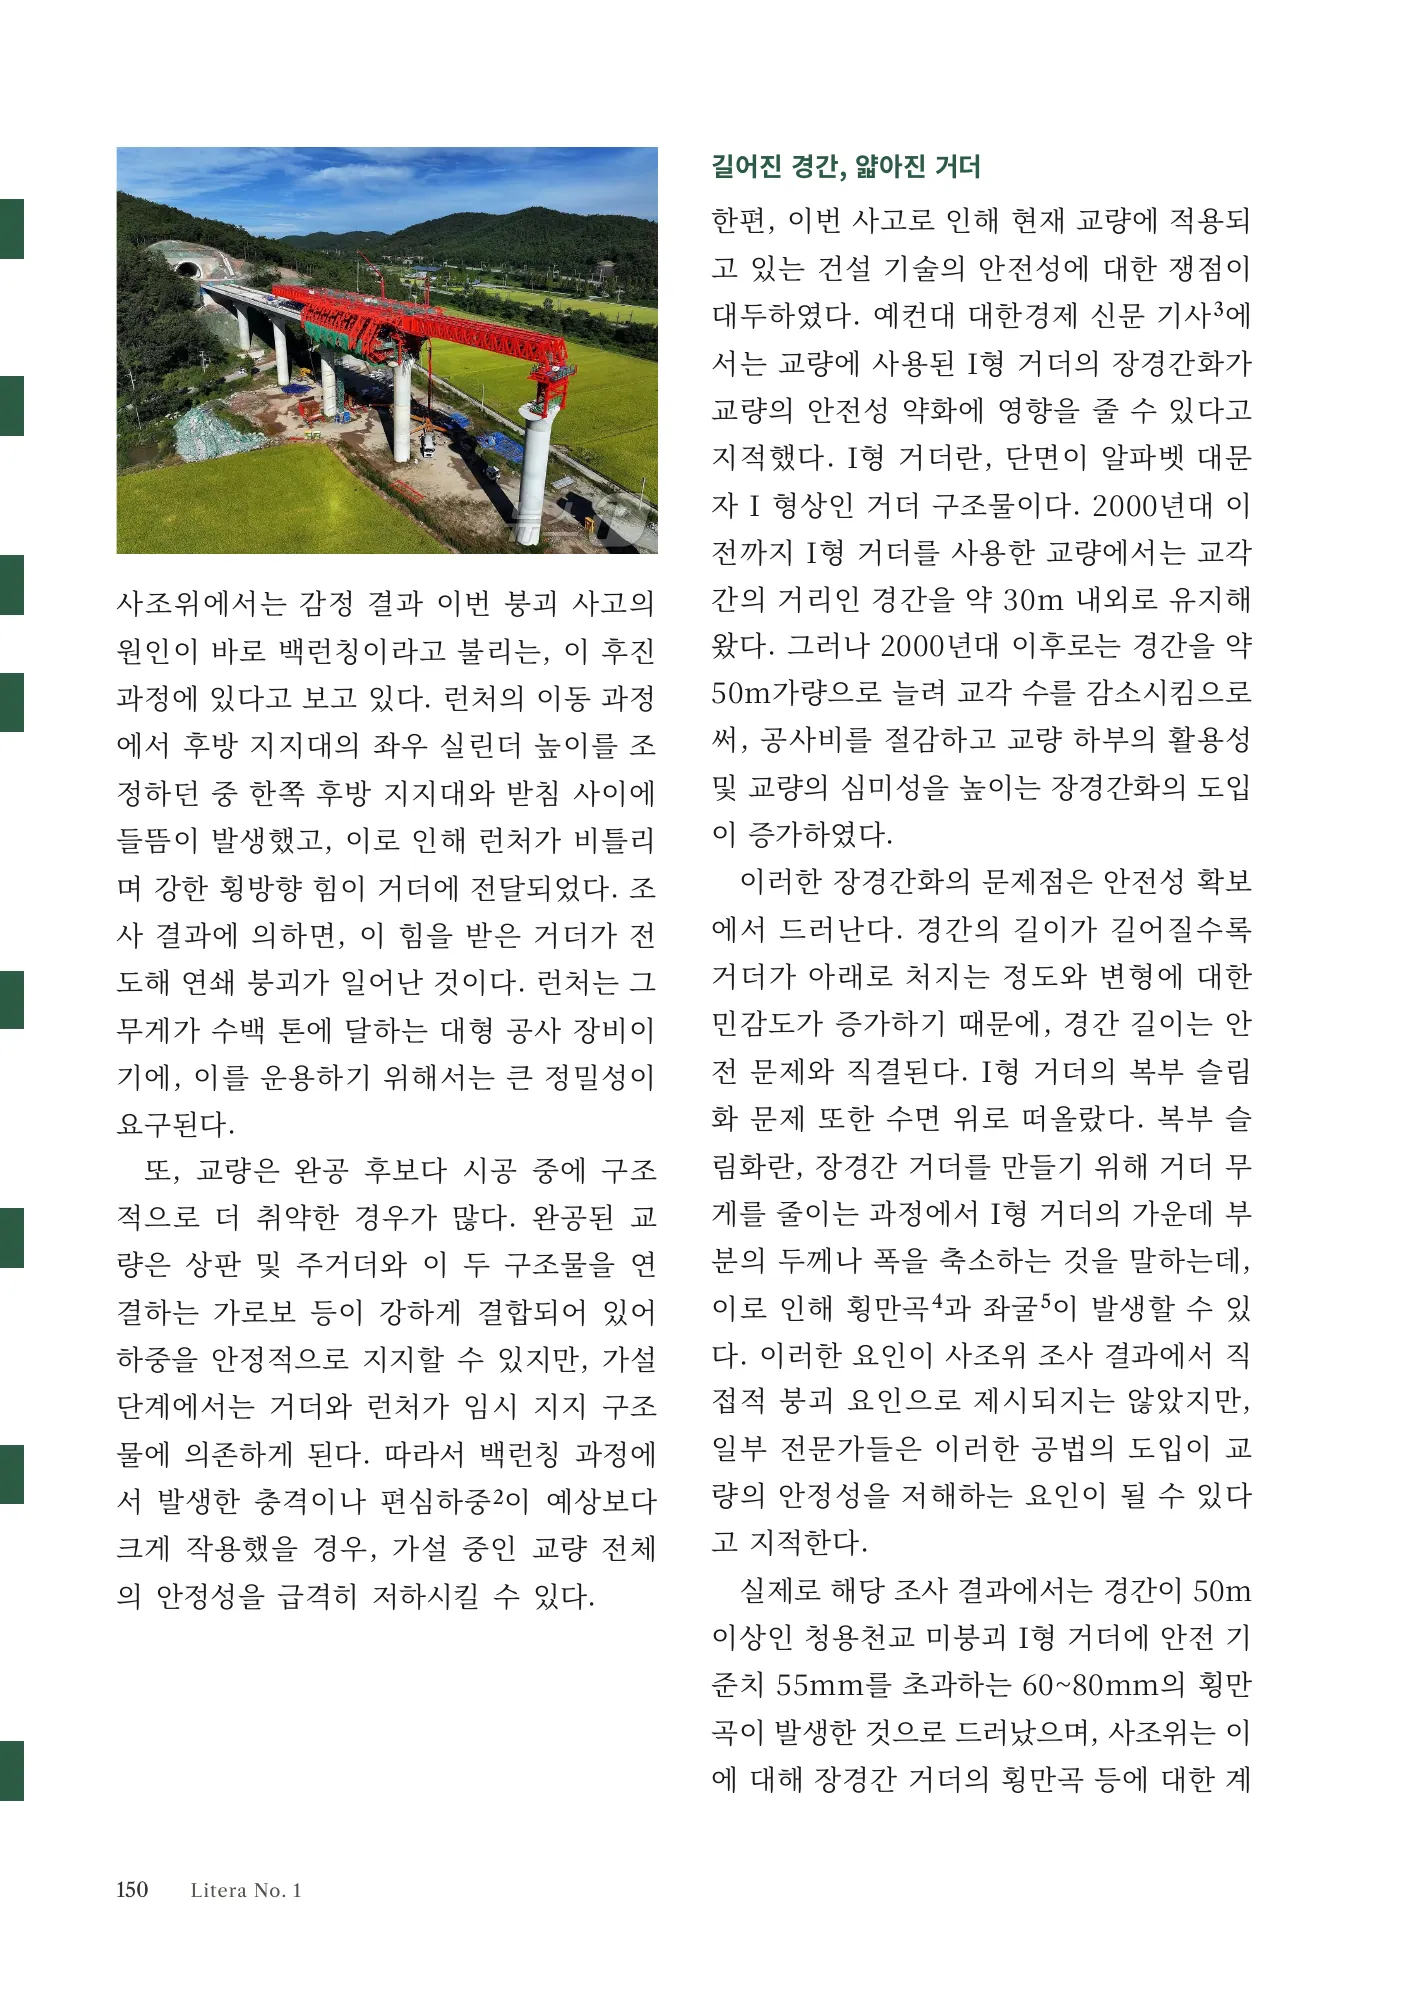 뉴스1
사조위에서는 감정 결과 이번 붕괴 사고의
원인이 바로 백런칭이라고 불리는, 이 후진
과정에 있다고 보고 있다. 런처의 이동 과정
에서 후방 지지대의 좌우 실린더 높이를 조
정하던 중 한쪽 후방 지지대와 받침 사이에
들뜸이 발생했고, 이로 인해 런처가 비틀리
며 강한 횡방향 힘이 거더에 전달되었다. 조
사 결과에 의하면, 이 힘을 받은 거더가 전
도해 연쇄 붕괴가 일어난 것이다. 런처는 그
무게가 수백 톤에 달하는 대형 공사 장비이
기에, 이를 운용하기 위해서는 큰 정밀성이
요구된다.
또, 교량은 완공 후보다 시공 중에 구조
적으로 더 취약한 경우가 많다. 완공된 교
량은 상판 및 주거더와 이 두 구조물을 연
결하는 가로보 등이 강하게 결합되어 있어
하중을 안정적으로 지지할 수 있지만, 가설
단계에서는 거더와 런처가 임시 지지 구조
물에 의존하게 된다. 따라서 백런칭 과정에
서 발생한 충격이나 편심하중²이 예상보다
크게 작용했을 경우, 가설 중인 교량 전체
의 안정성을 급격히 저하시킬 수 있다.
길어진 경간, 얇아진 거더
한편, 이번 사고로 인해 현재 교량에 적용되
고 있는 건설 기술의 안전성에 대한 쟁점이
대두하였다. 예컨대 대한경제 신문 기사³에
서는 교량에 사용된 I형 거더의 장경간화가
교량의 안전성 약화에 영향을 줄 수 있다고
지적했다. I형 거더란, 단면이 알파벳 대문
자 I 형상인 거더 구조물이다. 2000년대 이
전까지 I형 거더를 사용한 교량에서는 교각
간의 거리인 경간을 약 30m 내외로 유지해
왔다. 그러나 2000년대 이후로는 경간을 약
50m가량으로 늘려 교각 수를 감소시킴으로
써, 공사비를 절감하고 교량 하부의 활용성
및 교량의 심미성을 높이는 장경간화의 도입
이 증가하였다.
이러한 장경간화의 문제점은 안전성 확보
에서 드러난다. 경간의 길이가 길어질수록
거더가 아래로 처지는 정도와 변형에 대한
민감도가 증가하기 때문에, 경간 길이는 안
전 문제와 직결된다. I형 거더의 복부 슬림
화 문제 또한 수면 위로 떠올랐다. 복부 슬
림화란, 장경간 거더를 만들기 위해 거더 무
게를 줄이는 과정에서 I형 거더의 가운데 부
분의 두께나 폭을 축소하는 것을 말하는데,
이로 인해 횡만곡⁴과 좌굴⁵이 발생할 수 있
다. 이러한 요인이 사조위 조사 결과에서 직
접적 붕괴 요인으로 제시되지는 않았지만,
일부 전문가들은 이러한 공법의 도입이 교
량의 안정성을 저해하는 요인이 될 수 있다
고 지적한다.
실제로 해당 조사 결과에서는 경간이 50m
이상인 청용천교 미붕괴 I형 거더에 안전 기
준치 55mm를 초과하는 60~80mm의 횡만
곡이 발생한 것으로 드러났으며, 사조위는 이
에 대해 장경간 거더의 횡만곡 등에 대한 계
150 Litera No. 1